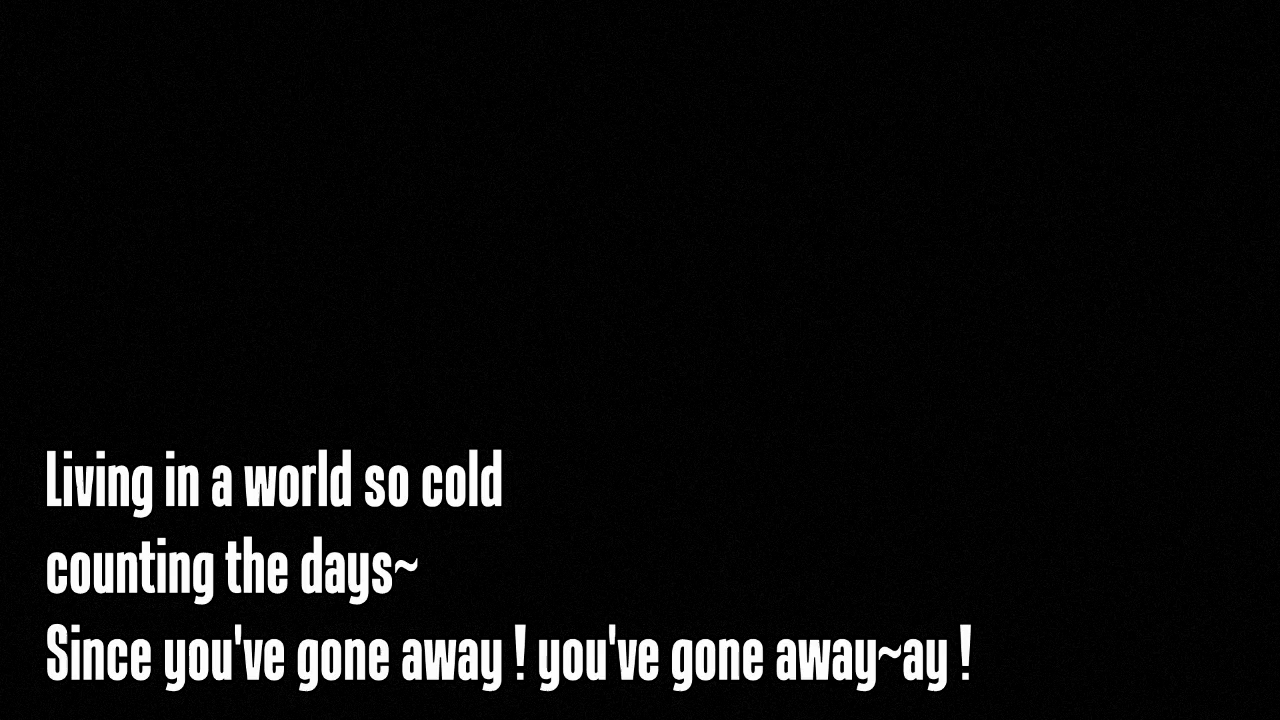 Living in a world so cold
counting the days~
Since you've gone away ! you've gone away~ay !